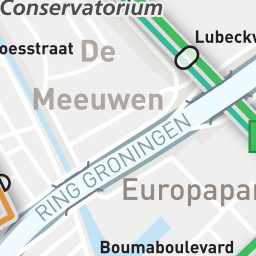 Conservatorium
Lubeckw
oesstraat
De
Meeuwen
RING GRONINGEN
Europapar
Boumaboulevard